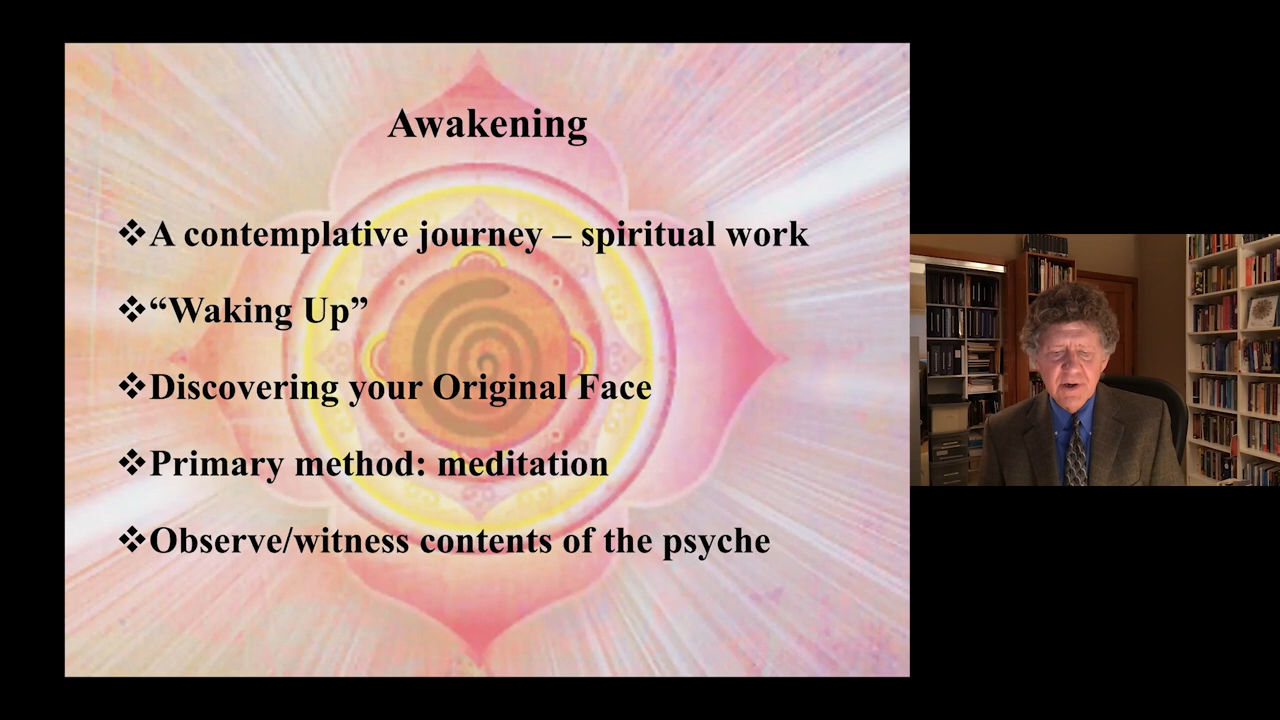 Awakening
❖A contemplative journey – spiritual work
❖“Waking Up”
❖Discovering your Original Face
❖Primary method: meditation
❖Observe/witness contents of the psyche